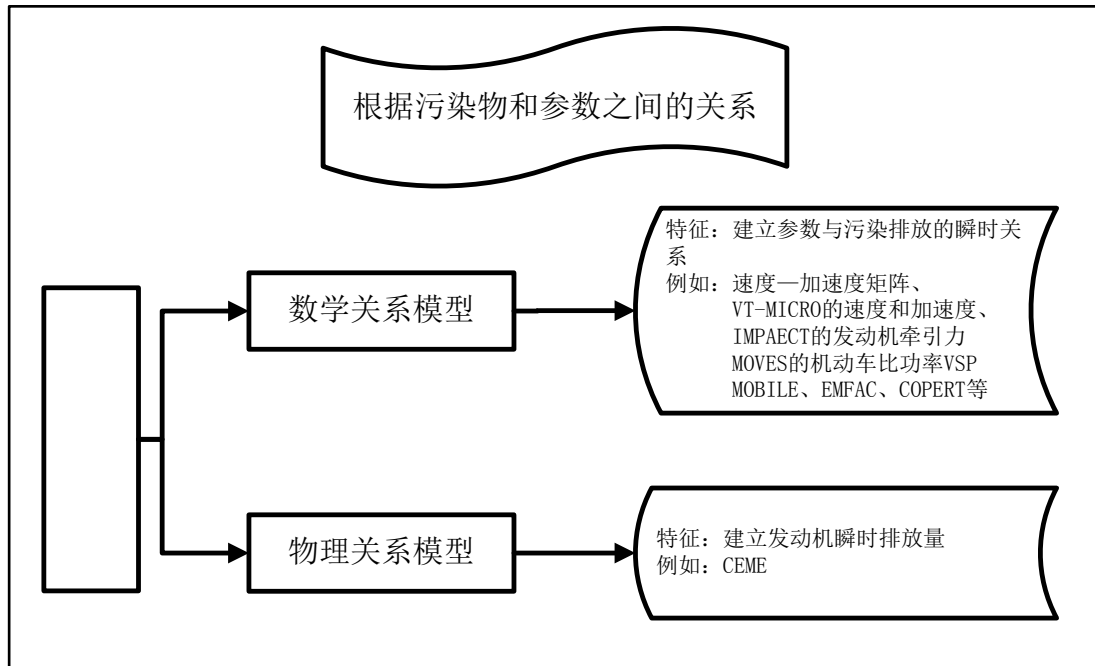 根据污染物和参数之间的关系
数学关系模型
特征：建立参数与污染排放的瞬时关
系
例如：速度—加速度矩阵、
VT-MICRO的速度和加速度、
IMPAECT的发动机牵引力
MOVES的机动车比功率VSP
MOBILE、EMFAC、COPERT等
物理关系模型
特征：建立发动机瞬时排放量
例如：CEME